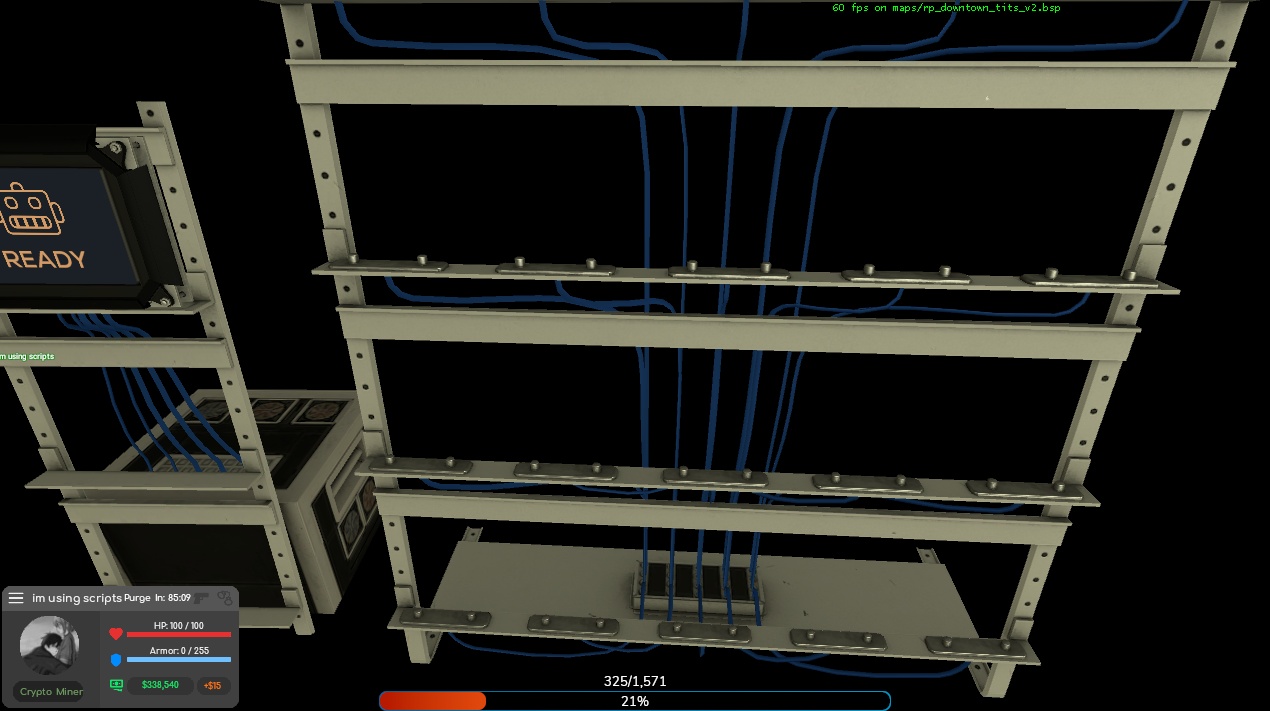 60 fps on maps/rp_downtown_tits_v2.bsp
READY
m using scripts
im using scripts
Purge In: 85:09
HP: 100 / 100
Armor: 0 / 255
Crypto Miner
$338,540
+$15
325/1,571
21%